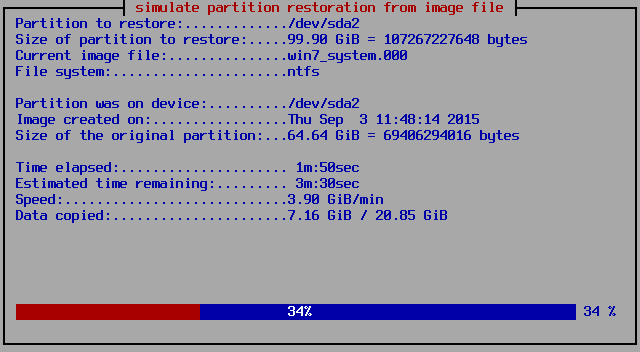 simulate partition restoration from image file
Partition to restore:.............../dev/sda2
Size of partition to restore:.....99.90 GiB = 107267227648 bytes
Current image file:...............win7_system.000
File system:......................ntfs
Partition was on device:........../dev/sda2
Image created on:.................Thu Sep  3 11:48:14 2015
Size of the original partition:...64.64 GiB = 69406294016 bytes
Time elapsed:..................... 1m:50sec
Estimated time remaining:......... 3m:30sec
Speed:............................3.90 GiB/min
Data copied:......................7.16 GiB / 20.85 GiB
34% 34 %